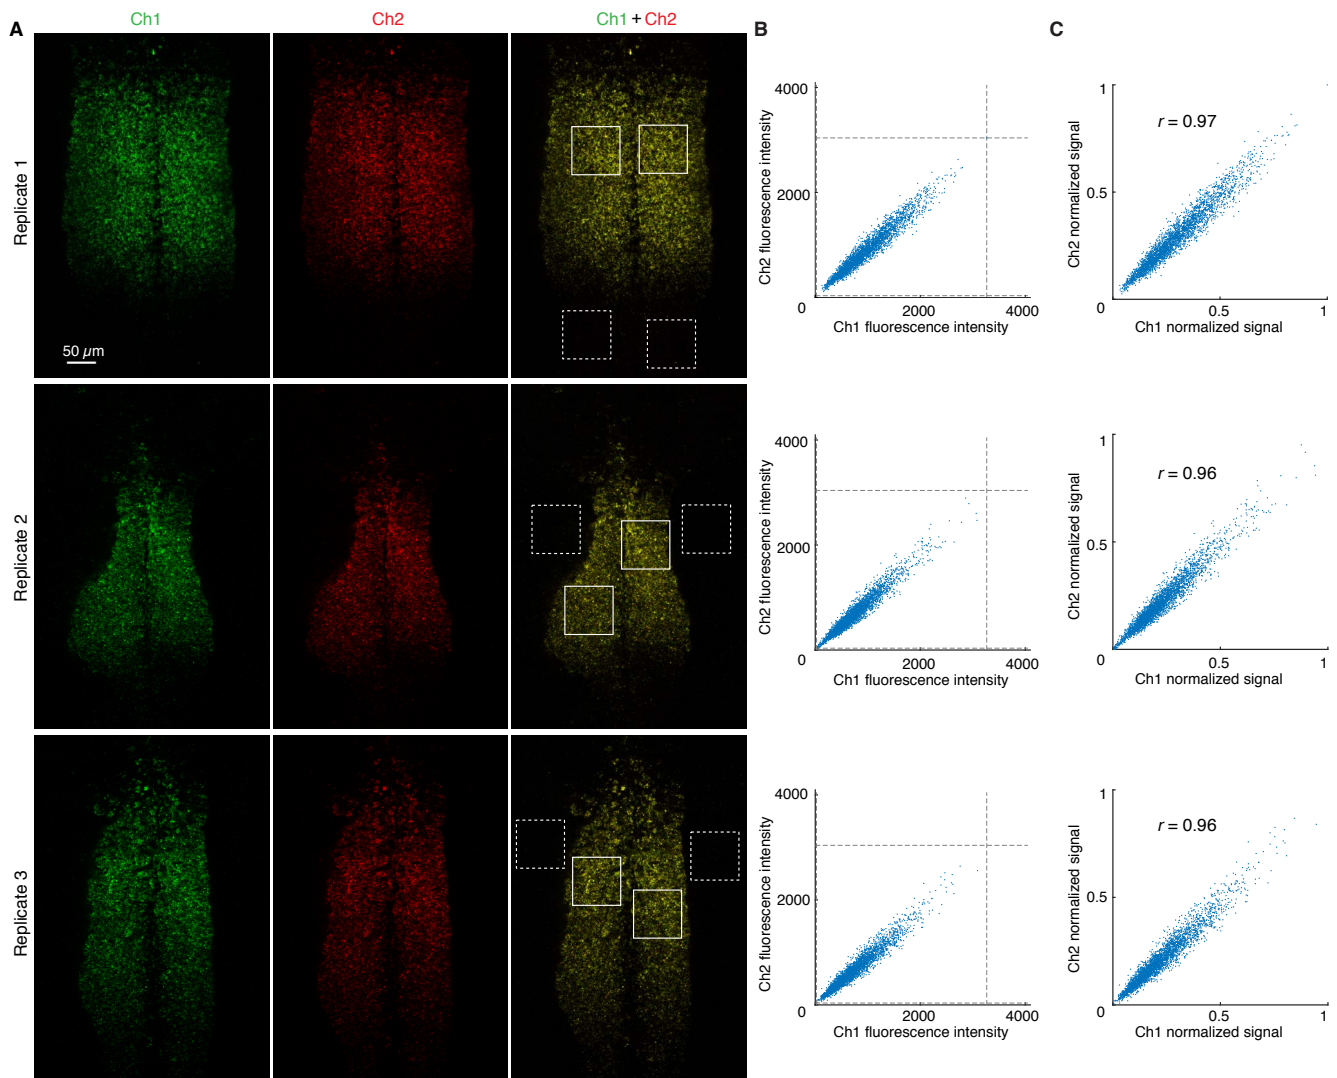 A
Ch1
Ch2
Ch1 + Ch2
B
C
Replicate 1
50 µm
4000
2000
0
2000
4000
Ch2 fluorescence intensity
Ch1 fluorescence intensity
1
0.5
0
0.5
1
r = 0.97
Ch2 normalized signal
Ch1 normalized signal
Replicate 2
4000
2000
0
2000
4000
Ch2 fluorescence intensity
Ch1 fluorescence intensity
1
0.5
0
0.5
1
r = 0.96
Ch2 normalized signal
Ch1 normalized signal
Replicate 3
4000
2000
0
2000
4000
Ch2 fluorescence intensity
Ch1 fluorescence intensity
1
0.5
0
0.5
1
r = 0.96
Ch2 normalized signal
Ch1 normalized signal